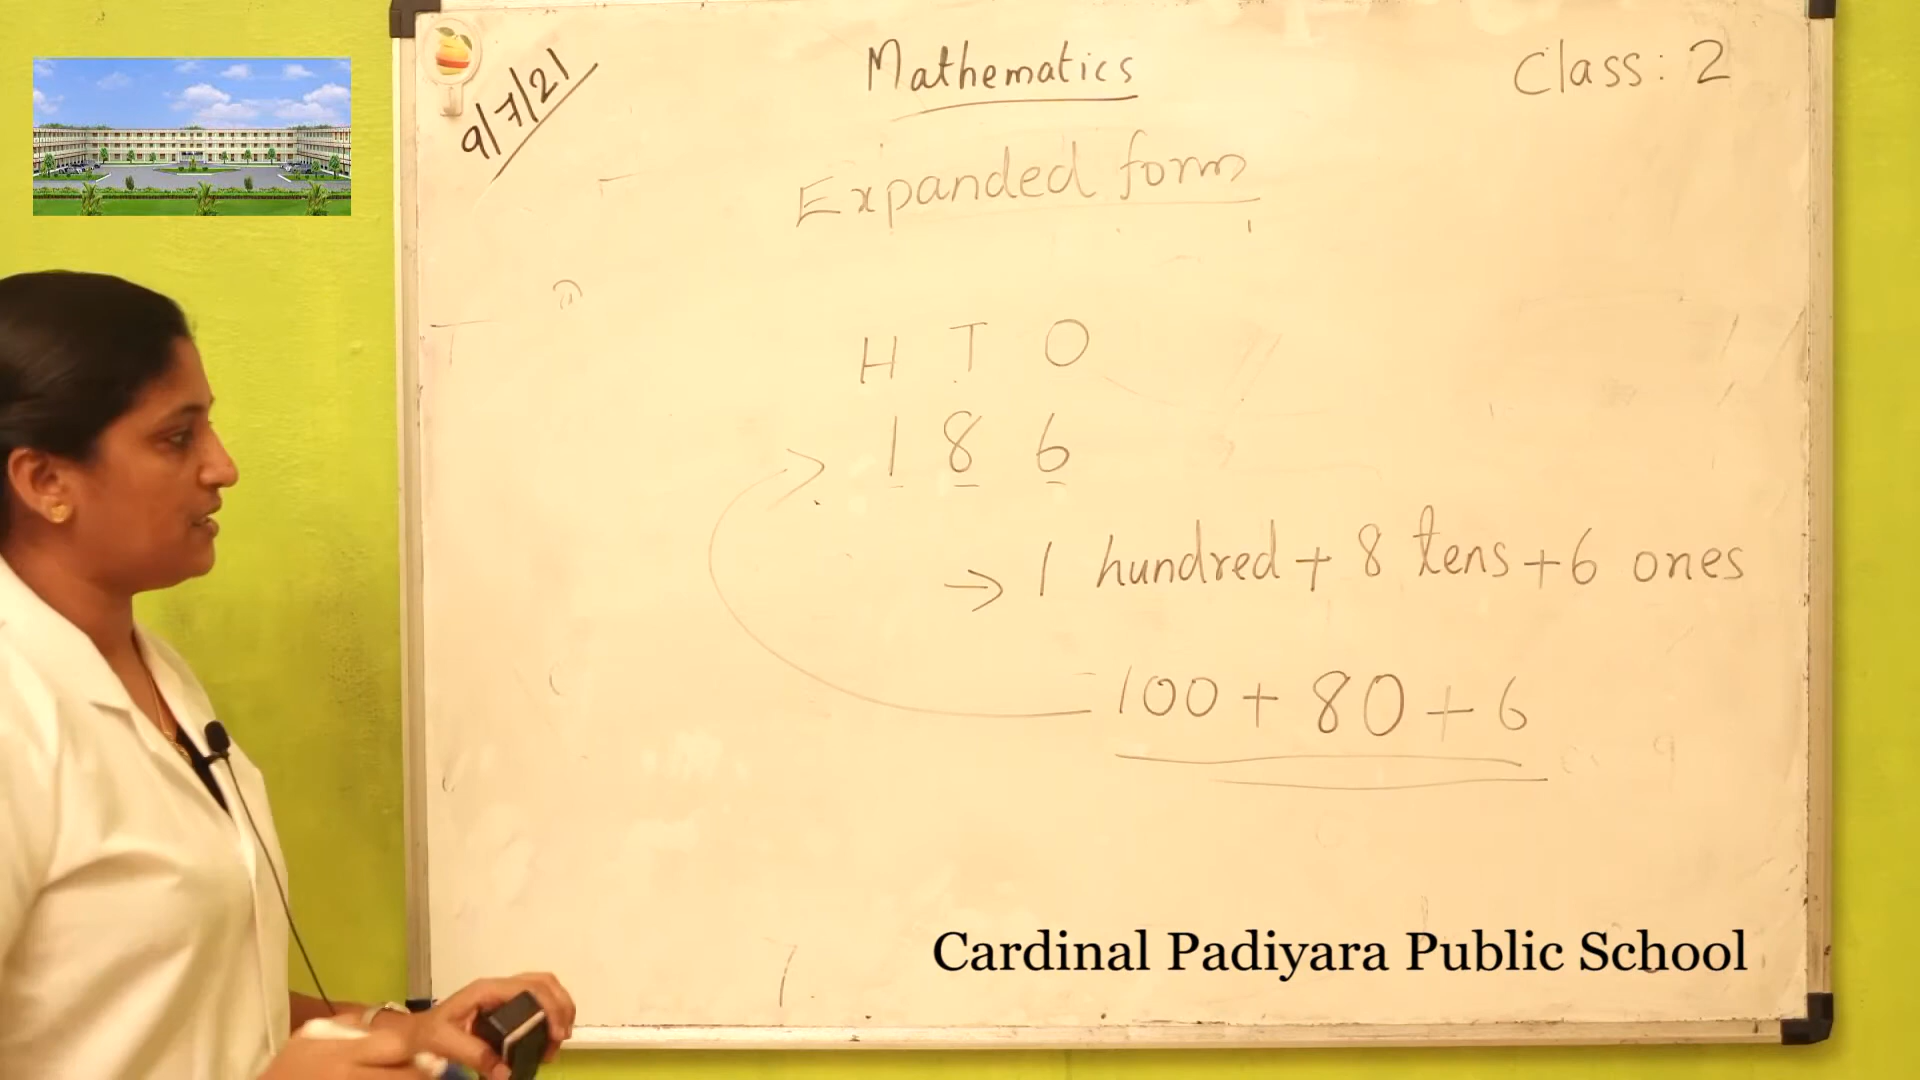 9/7/21
Mathematics
Class: 2
Expanded form
H T O
1 8 6
→ 1 hundred + 8 tens + 6 ones
100 + 80 + 6
Cardinal Padiyara Public School